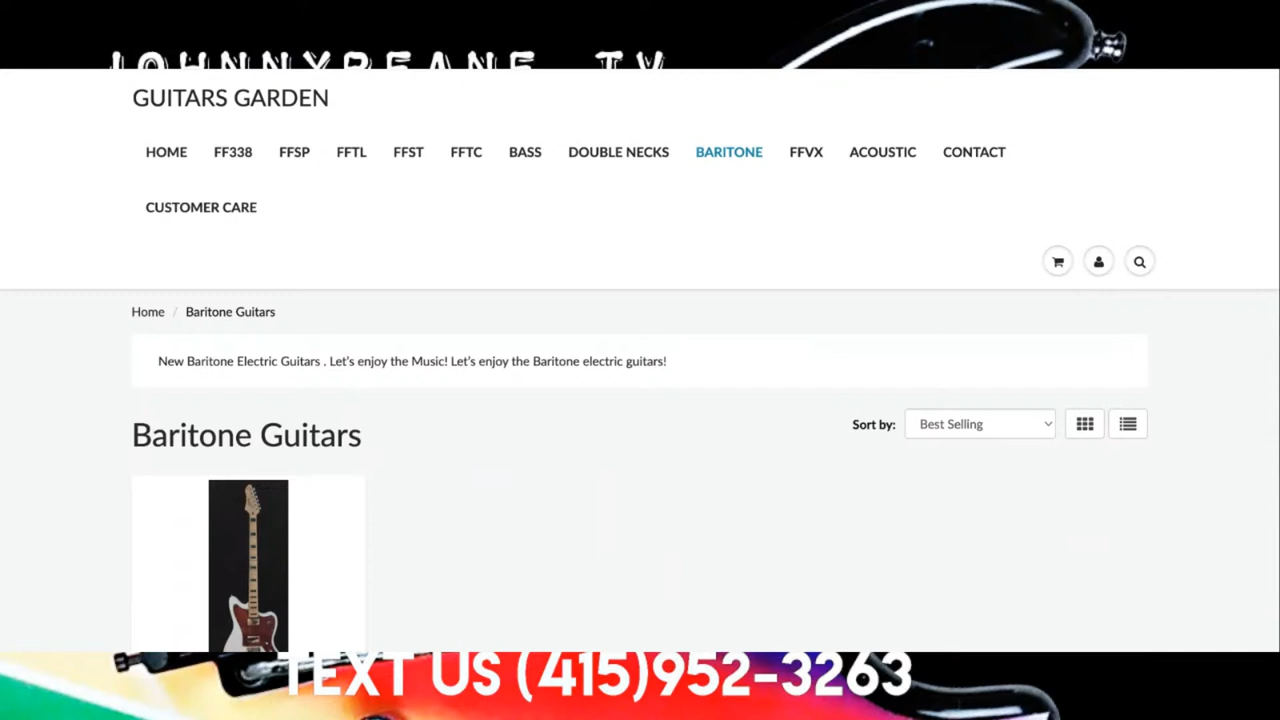 JOHNNYBEANE TV
GUITARS GARDEN
HOME FF338 FFSP FFTL FFST FFTC BASS DOUBLE NECKS BARITONE FFVX ACOUSTIC CONTACT
CUSTOMER CARE
Home / Baritone Guitars
New Baritone Electric Guitars . Let's enjoy the Music! Let's enjoy the Baritone electric guitars!
Baritone Guitars
Sort by: Best Selling
TEXT US (415)952-3263